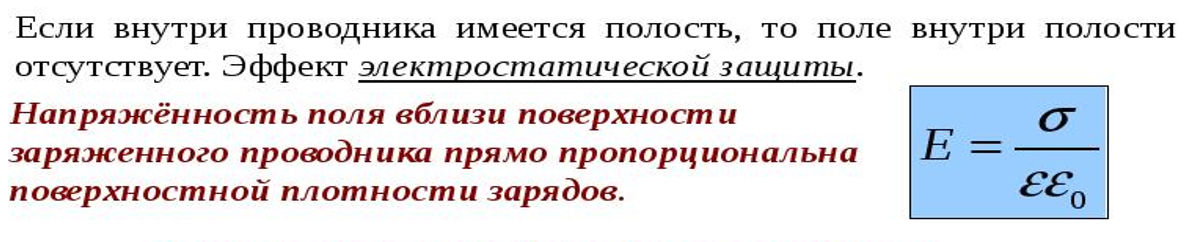 Если внутри проводника имеется полость, то поле внутри полости
отсутствует. Эффект электростатической защиты.
Напряжённость поля вблизи поверхности
заряженного проводника прямо пропорциональна
поверхностной плотности зарядов.
E = σ / εε₀